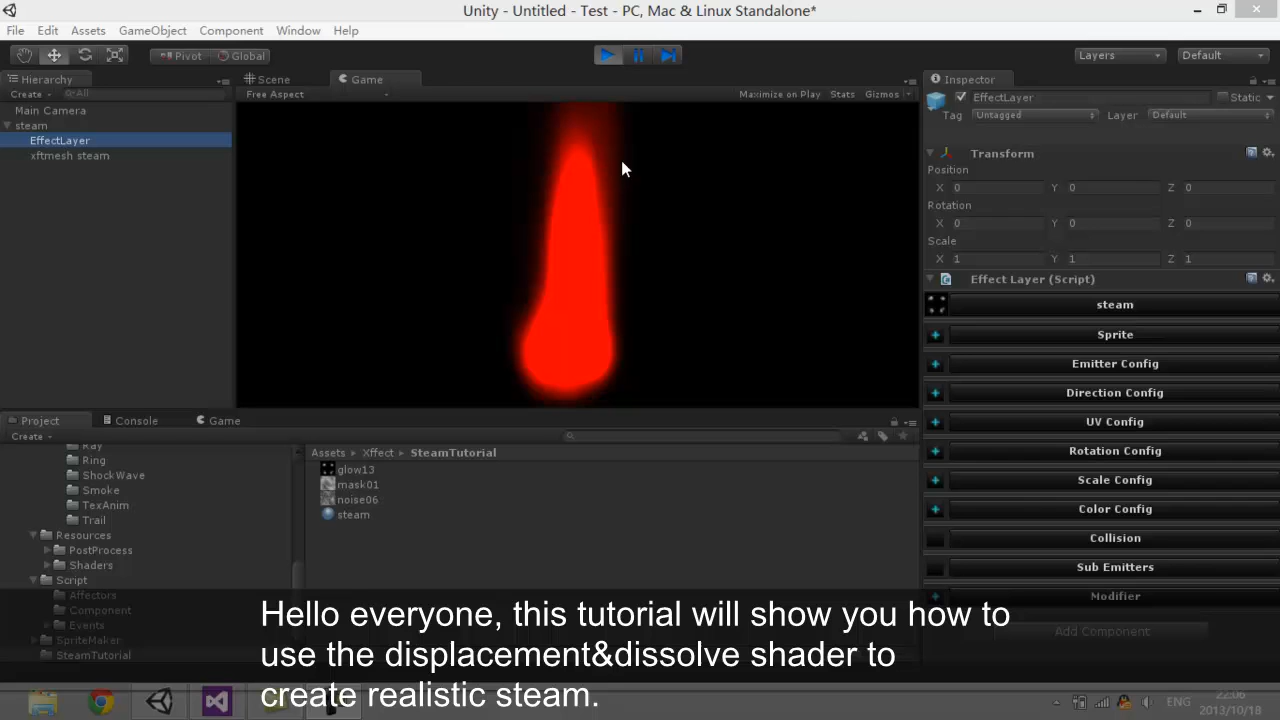 Unity - Untitled - Test - PC, Mac & Linux Standalone*
File Edit Assets GameObject Component Window Help
Pivot Global Layers Default
Hierarchy
Create All
Main Camera
steam
EffectLayer
xftmesh steam
Scene Game
Free Aspect Maximize on Play Stats Gizmos
Inspector
EffectLayer Static
Tag Untagged Layer Default
Transform
Position
X 0 Y 0 Z 0
Rotation
X 0 Y 0 Z 0
Scale
X 1 Y 1 Z 1
Effect Layer (Script)
steam
Sprite
Emitter Config
Direction Config
UV Config
Rotation Config
Scale Config
Color Config
Collision
Sub Emitters
Modifier
Add Component
Project Console Game
Create
Ray
Ring
ShockWave
Smoke
TexAnim
Trail
Resources
PostProcess
Shaders
Script
Affectors
Component
Events
SpriteMaker
SteamTutorial
Assets Xffect SteamTutorial
glow13
mask01
noise06
steam
Hello everyone, this tutorial will show you how to
use the displacement&dissolve shader to
create realistic steam.
ENG
22:06
2013/10/18